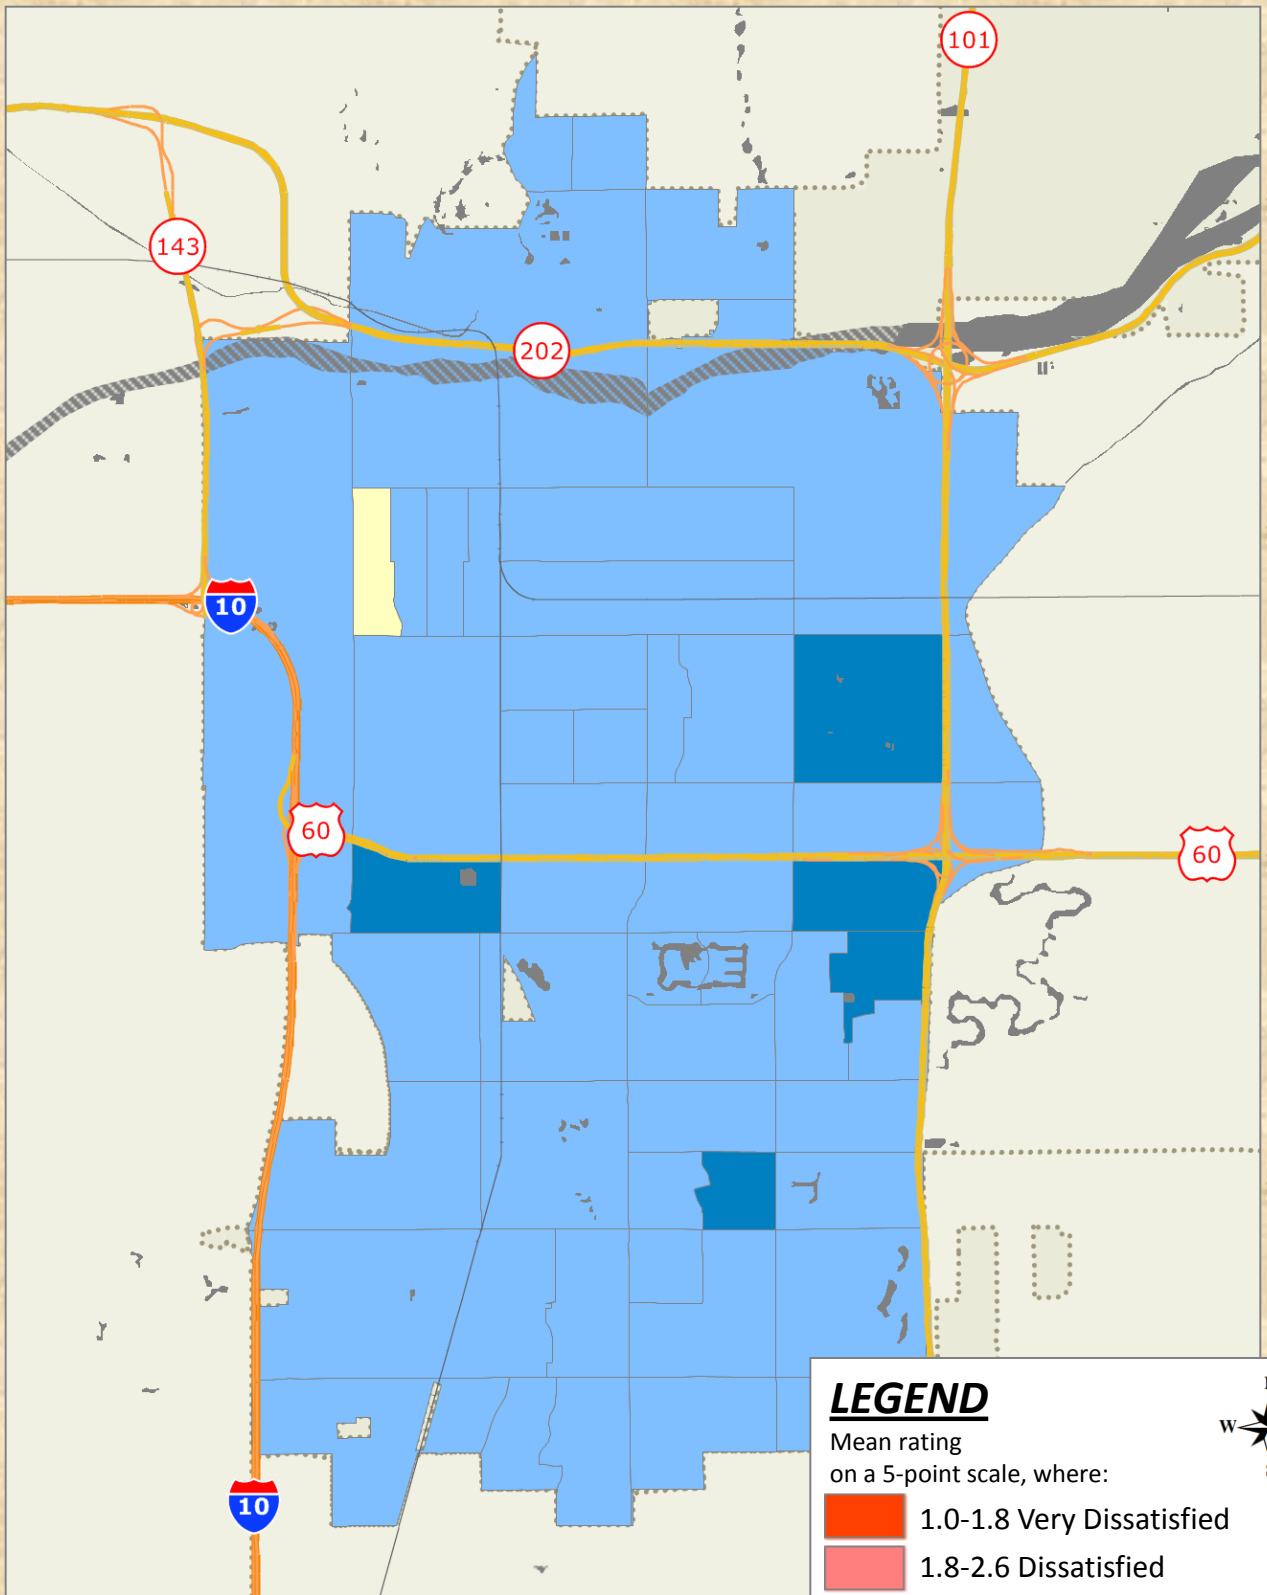 101
143
202
10
60
60
10
LEGEND
Mean rating
on a 5-point scale, where:
W
1.0-1.8 Very Dissatisfied
1.8-2.6 Dissatisfied